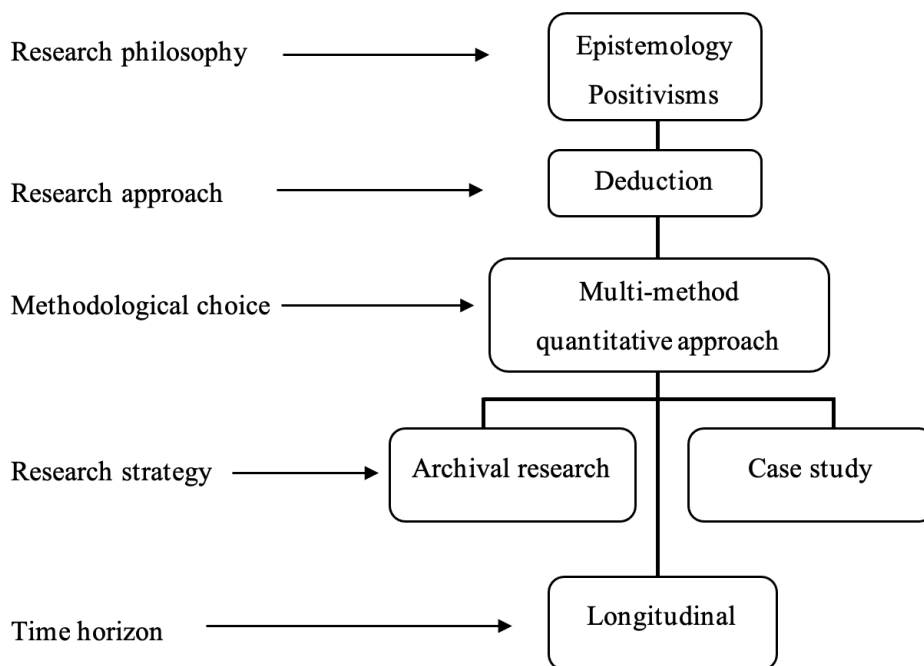 Research philosophy
Epistemology
Positivisms
Research approach
Deduction
Methodological choice
Multi-method
quantitative approach
Research strategy
Archival research
Case study
Time horizon
Longitudinal